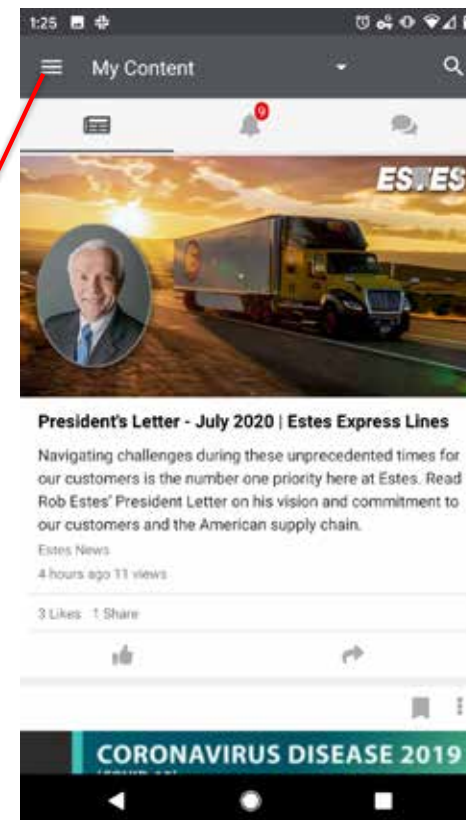 1:25
My Content
9
ESTES
President's Letter - July 2020 | Estes Express Lines
Navigating challenges during these unprecedented times for
our customers is the number one priority here at Estes. Read
Rob Estes' President Letter on his vision and commitment to
our customers and the American supply chain.
Estes News
4 hours ago 11 views
3 Likes 1 Share
CORONAVIRUS DISEASE 2019